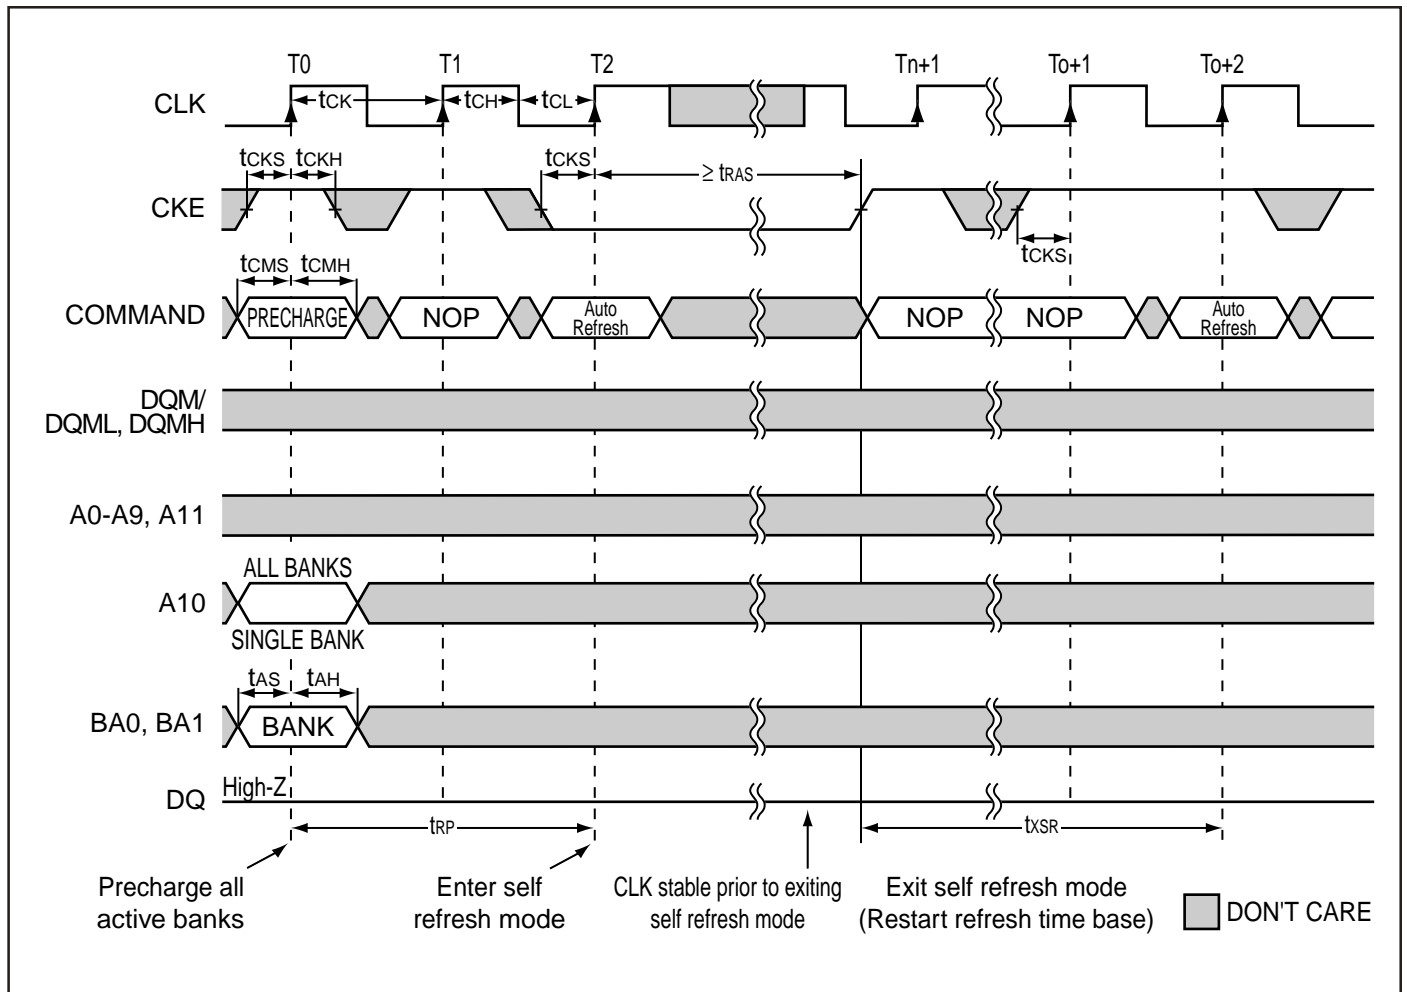 T0 T1 T2 Tn+1 To+1 To+2
CLK tCK tCH tCL
tCKS tCKH tCKS ≥ tRAS
CKE
tCKS
tCMS tCMH
COMMAND PRECHARGE NOP Auto Refresh NOP NOP Auto Refresh
DQM/
DQML, DQMH
A0-A9, A11
ALL BANKS
A10
SINGLE BANK
tAS tAH
BA0, BA1 BANK
DQ High-Z
tRP tXSR
Precharge all
active banks
Enter self
refresh mode
CLK stable prior to exiting
self refresh mode
Exit self refresh mode
(Restart refresh time base)
DON'T CARE